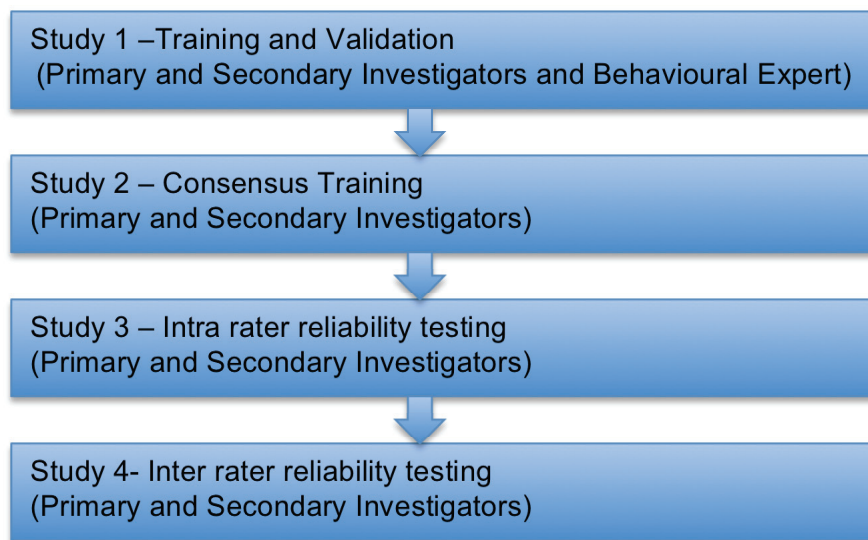 Study 1 –Training and Validation
(Primary and Secondary Investigators and Behavioural Expert)
Study 2 – Consensus Training
(Primary and Secondary Investigators)
Study 3 – Intra rater reliability testing
(Primary and Secondary Investigators)
Study 4- Inter rater reliability testing
(Primary and Secondary Investigators)